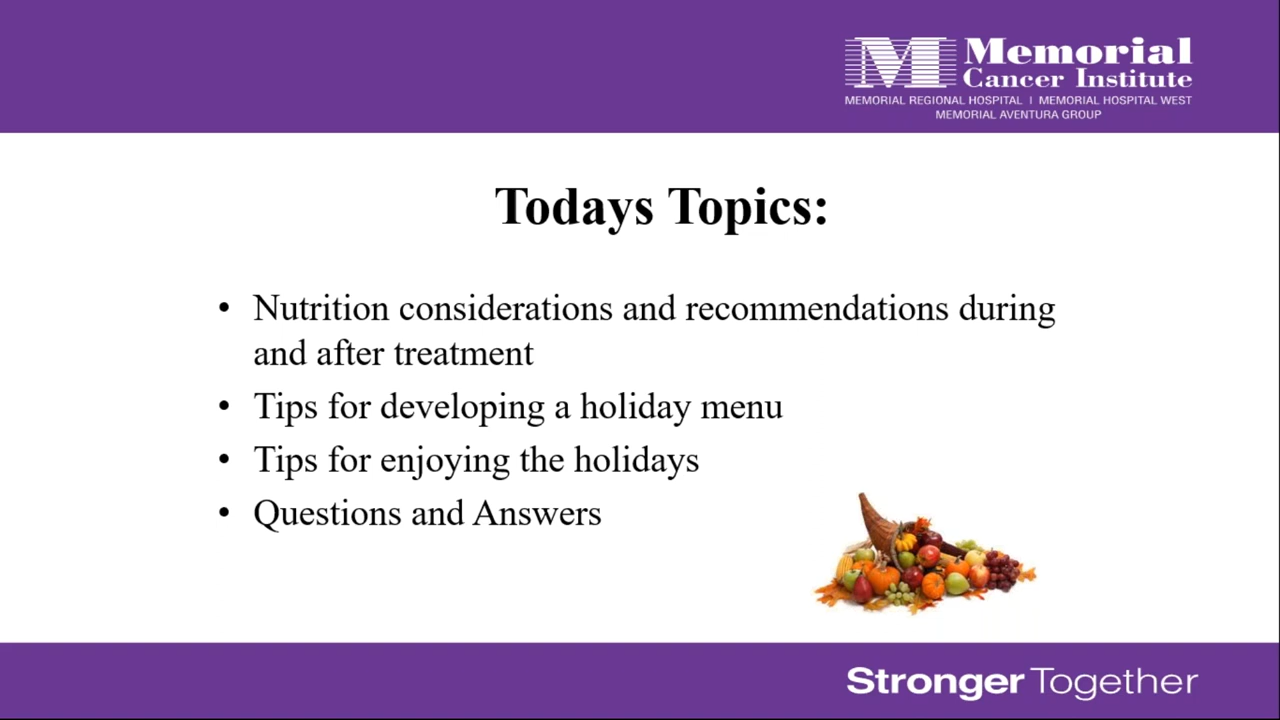 Memorial
Cancer Institute
MEMORIAL REGIONAL HOSPITAL | MEMORIAL HOSPITAL WEST
MEMORIAL AVENTURA GROUP
Todays Topics:
• Nutrition considerations and recommendations during
and after treatment
• Tips for developing a holiday menu
• Tips for enjoying the holidays
• Questions and Answers
Stronger Together